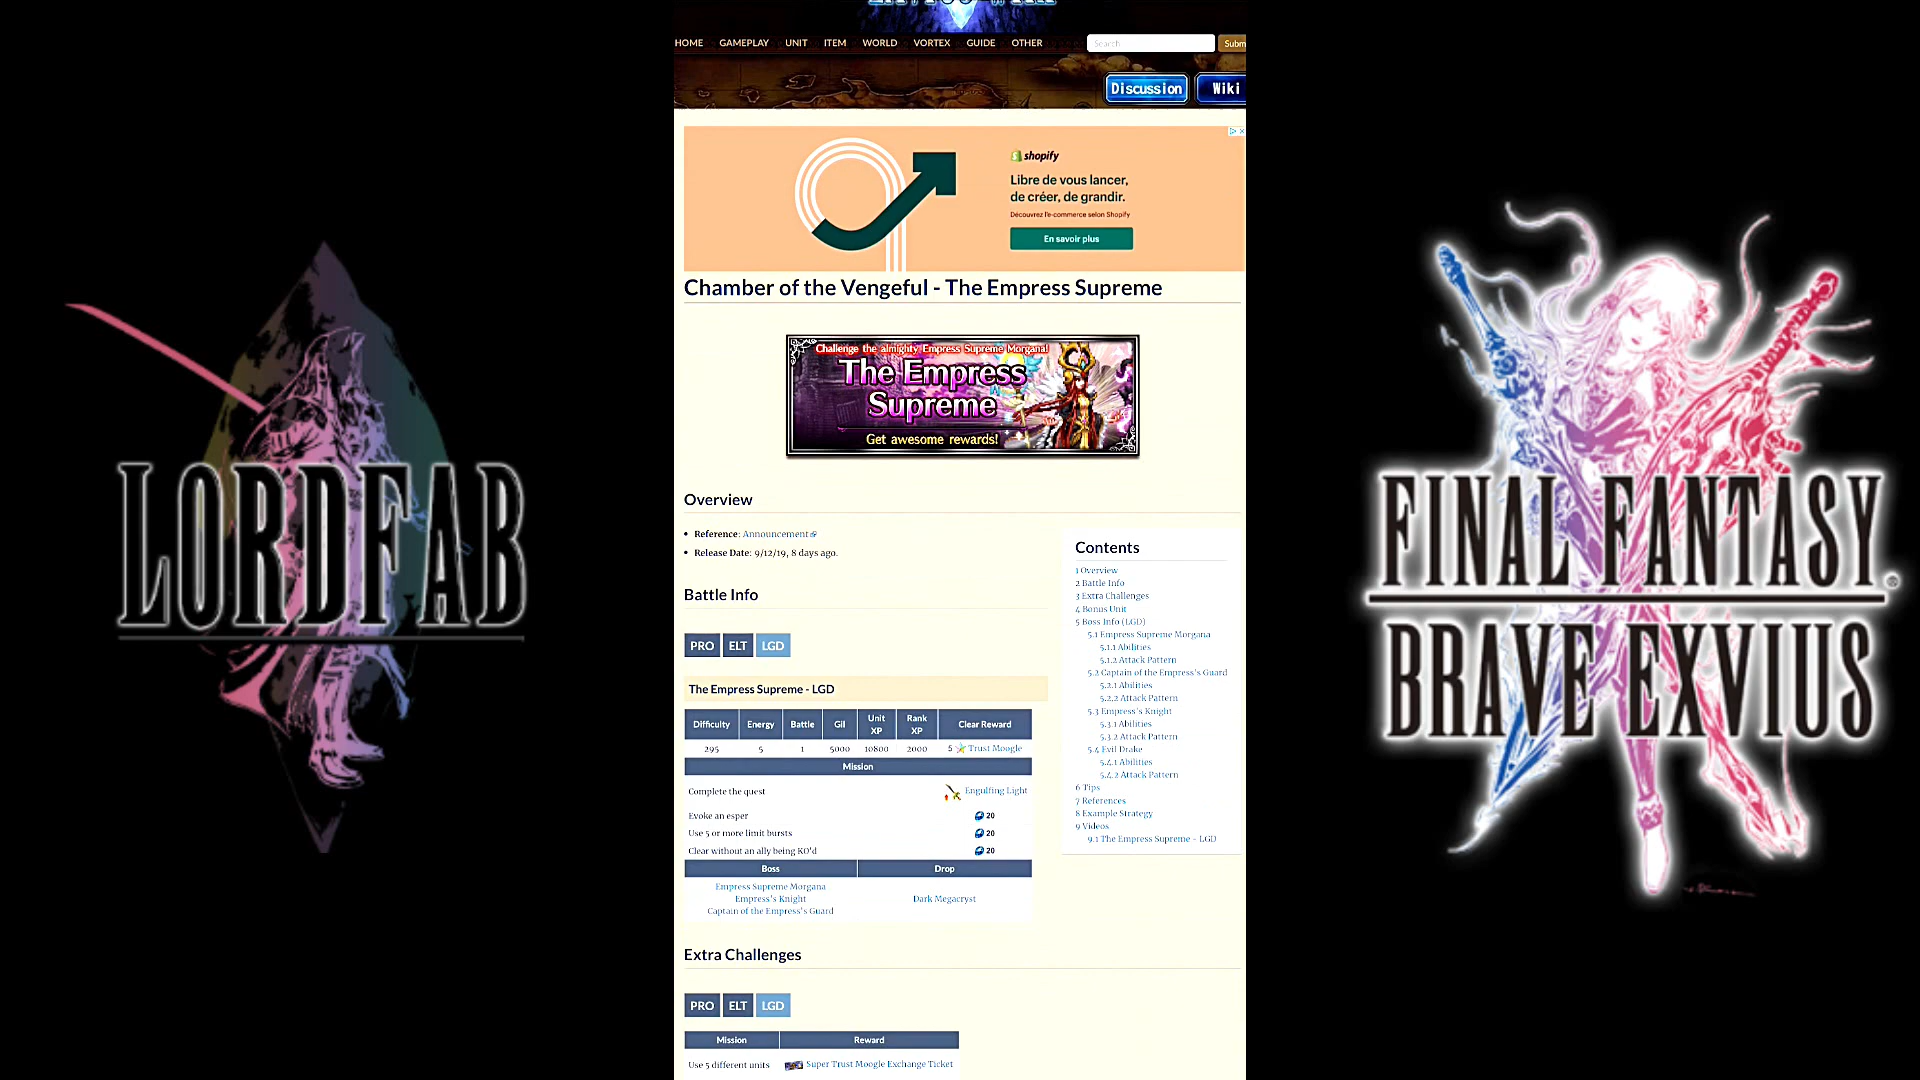 HOME GAMEPLAY UNIT ITEM WORLD VORTEX GUIDE OTHER Search Subm
Discussion Wiki
shopify
Libre de vous lancer,
de créer, de grandir.
Découvrez l'e-commerce selon Shopify
En savoir plus
Chamber of the Vengeful - The Empress Supreme
Challenge the almighty Empress Supreme Morgana!
The Empress
Supreme
Get awesome rewards!
Overview
Reference: Announcement
Release Date: 9/12/19, 8 days ago.
Contents
1 Overview
2 Battle Info
3 Extra Challenges
4 Bonus Unit
5 Boss Info (LGD)
5.1 Empress Supreme Morgana
5.1.1 Abilities
5.1.2 Attack Pattern
5.2 Captain of the Empress's Guard
5.2.1 Abilities
5.2.2 Attack Pattern
5.3 Empress's Knight
5.3.1 Abilities
5.3.2 Attack Pattern
5.4 Evil Drake
5.4.1 Abilities
5.4.2 Attack Pattern
6 Tips
7 References
8 Example Strategy
9 Videos
9.1 The Empress Supreme - LGD
Battle Info
PRO ELT LGD
The Empress Supreme - LGD
Difficulty Energy Battle Gil Unit XP Rank XP Clear Reward
295 5 1 5000 10800 2000 5 Trust Moogle
Mission
Complete the quest Engulfing Light
Evoke an esper 20
Use 5 or more limit bursts 20
Clear without an ally being KO'd 20
Boss Drop
Empress Supreme Morgana
Empress's Knight
Captain of the Empress's Guard
Dark Megacryst
Extra Challenges
PRO ELT LGD
Mission Reward
Use 5 different units Super Trust Moogle Exchange Ticket
LORDFAB
FINAL FANTASY®
BRAVE EXVIUS